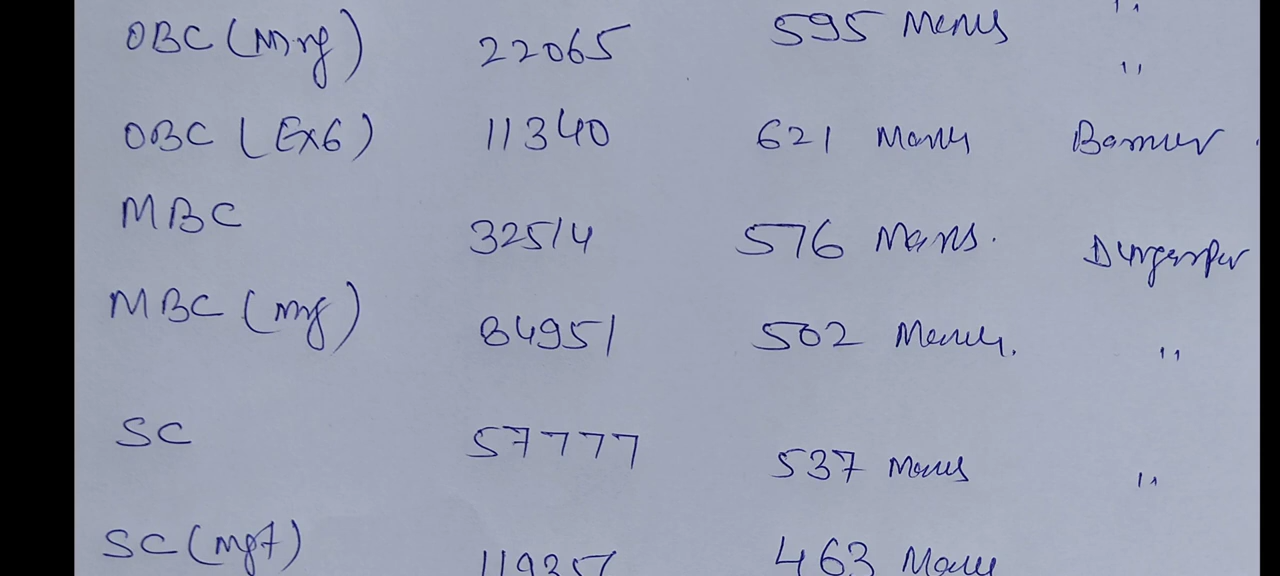 OBC (Mng) 22065 595 Marks ,,
,,
OBC (Ex6) 11340 621 Marks Barmer
MBC 32514 576 Marks. Dungarpur
MBC (mg) 84951 502 Marks. ,,
SC 57777 537 Marks ,,
SC (mgt) 463 Marks